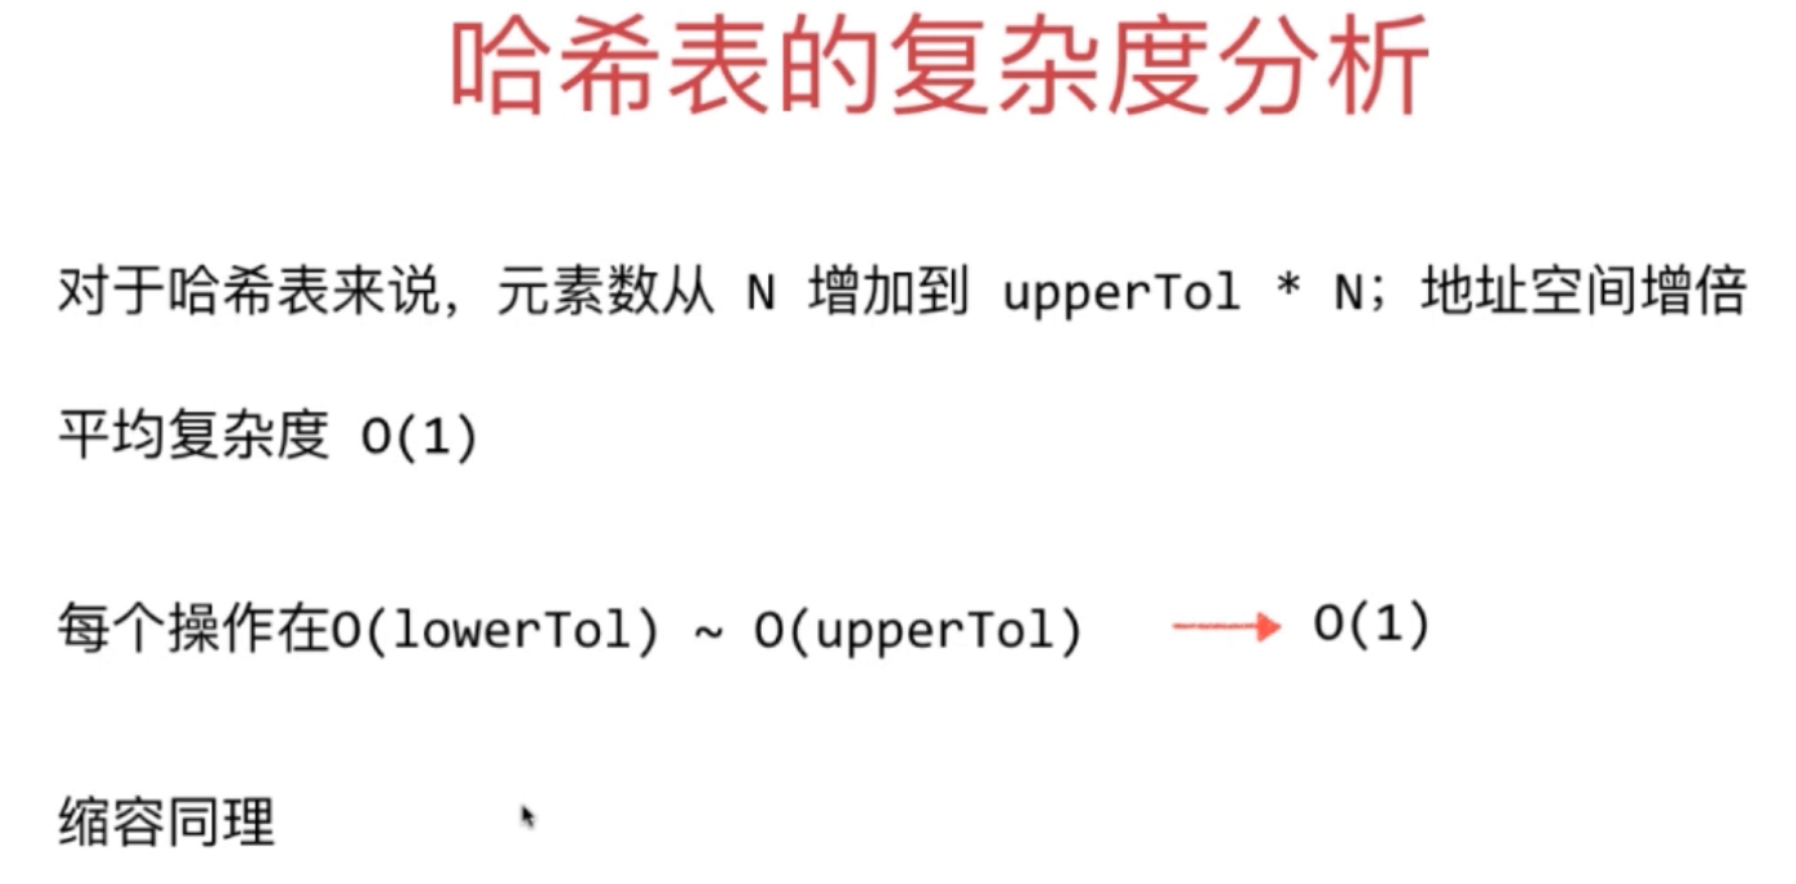 哈希表的复杂度分析
对于哈希表来说，元素数从 N 增加到 upperTol * N；地址空间增倍
平均复杂度 O(1)
每个操作在O(lowerTol) ~ O(upperTol) → O(1)
缩容同理